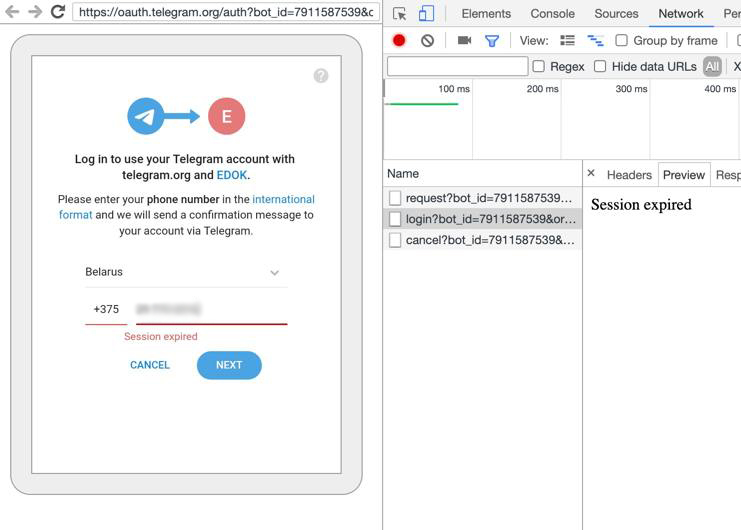 https://oauth.telegram.org/auth?bot_id=7911587539&c
?
E
Log in to use your Telegram account with
telegram.org and EDOK.
Please enter your phone number in the international
format and we will send a confirmation message to
your account via Telegram.
Belarus
+375
Session expired
CANCEL NEXT
Elements Console Sources Network Per
View: Group by frame
Regex Hide data URLs All X
100 ms 200 ms 300 ms 400 ms
Name
× Headers Preview Resp
request?bot_id=7911587539...
login?bot_id=7911587539&or...
cancel?bot_id=7911587539&...
Session expired